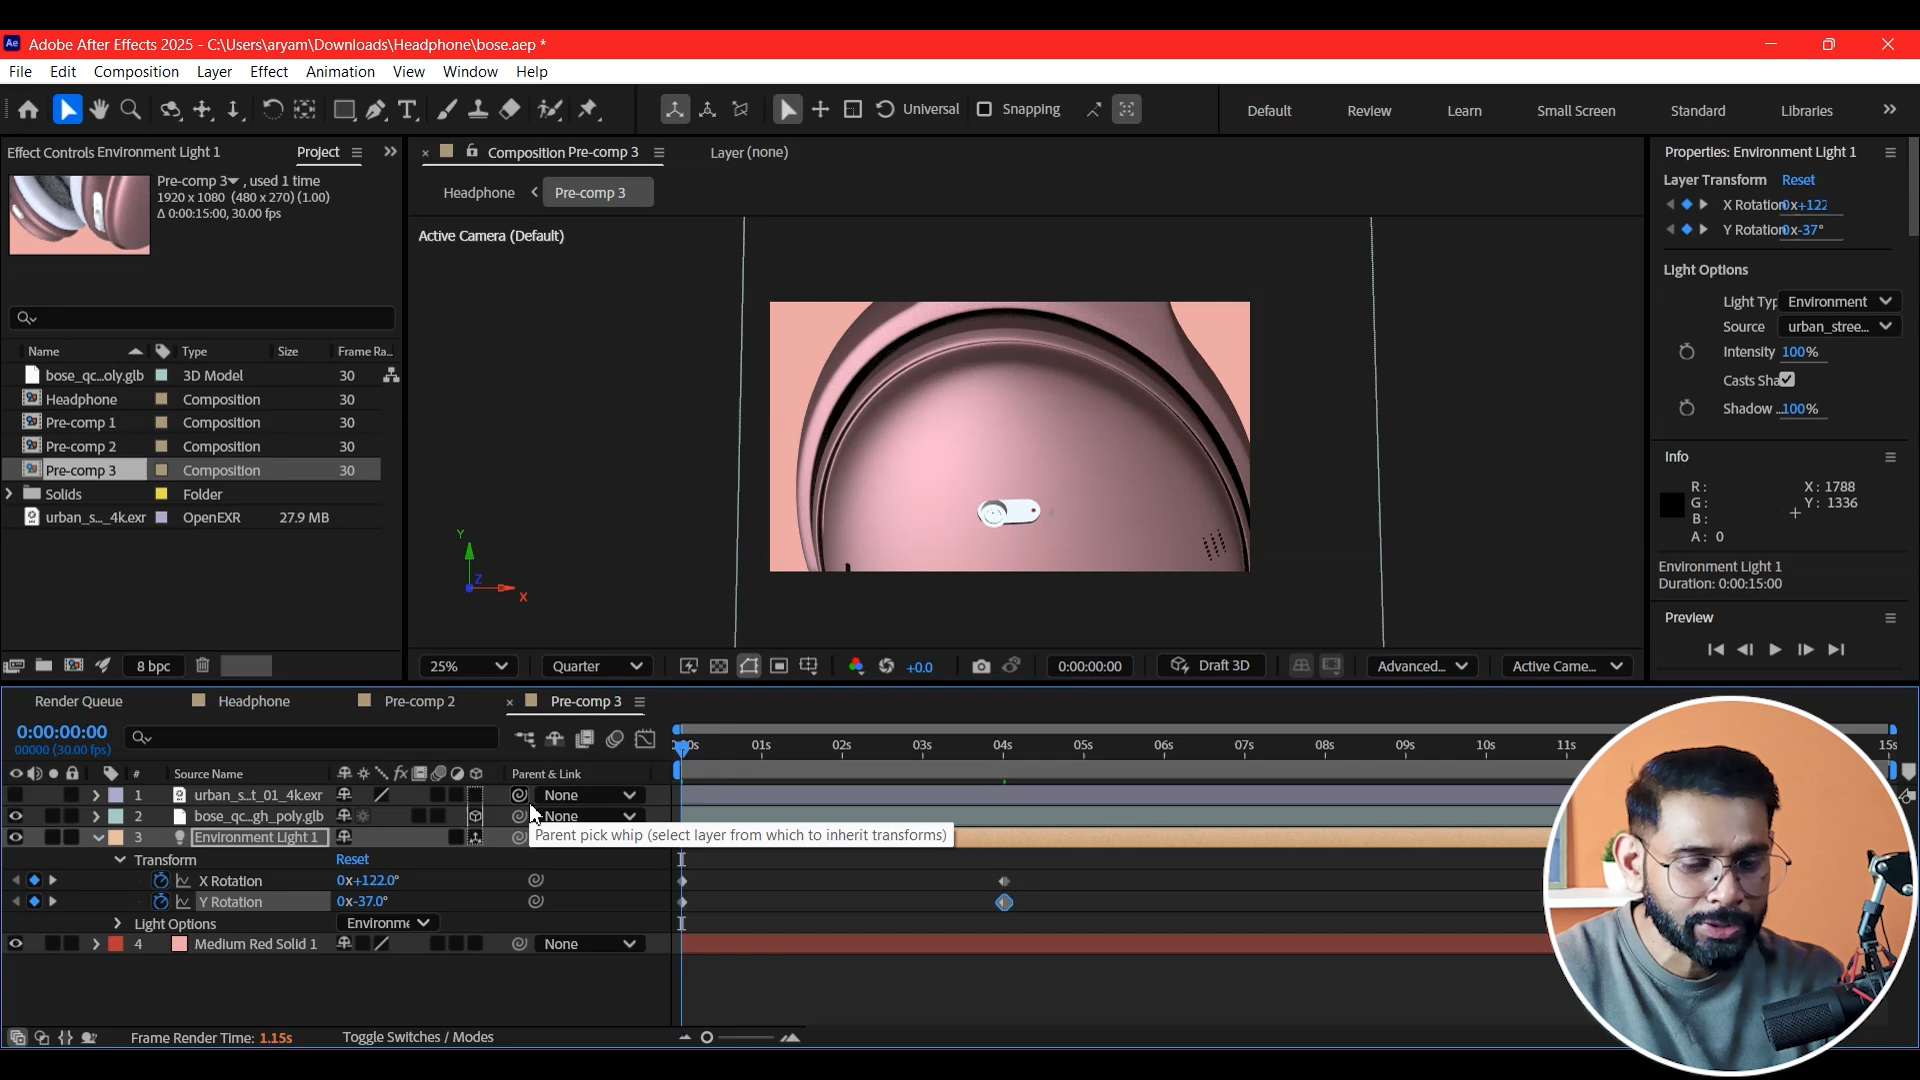 Ae Adobe After Effects 2025 - C:\Users\aryam\Downloads\Headphone\bose.aep *
File Edit Composition Layer Effect Animation View Window Help
Universal Snapping Default Review Learn Small Screen Standard Libraries
Effect Controls Environment Light 1 Project
Pre-comp 3, used 1 time
1920 x 1080 (480 x 270) (1.00)
Δ 0:00:15:00, 30.00 fps
Name Type Size Frame Ra...
bose_qc...oly.glb 3D Model 30
Headphone Composition 30
Pre-comp 1 Composition 30
Pre-comp 2 Composition 30
Pre-comp 3 Composition 30
Solids Folder
urban_s..._4k.exr OpenEXR 27.9 MB
8 bpc
Composition Pre-comp 3 Layer (none)
Headphone Pre-comp 3
Active Camera (Default)
Y
Z
X
25% Quarter +0.0 0:00:00:00 Draft 3D Advanced... Active Came...
Properties: Environment Light 1
Layer Transform Reset
X Rotation 0x+122
Y Rotation 0x-37°
Light Options
Light Typ Environment
Source urban_stree...
Intensity 100%
Casts Sha
Shadow ... 100%
Info
R: X: 1788
G: Y: 1336
B:
A: 0
Environment Light 1
Duration: 0:00:15:00
Preview
Render Queue Headphone Pre-comp 2 Pre-comp 3
0:00:00:00
00000 (30.00 fps)
01s 02s 03s 04s 05s 06s 07s 08s 09s 10s 11s 15s
# Source Name fx Parent & Link
1 urban_s...t_01_4k.exr None
2 bose_qc...gh_poly.glb None
3 Environment Light 1
Parent pick whip (select layer from which to inherit transforms)
Transform Reset
X Rotation 0x+122.0°
Y Rotation 0x-37.0°
Light Options Environme
4 Medium Red Solid 1 None
Frame Render Time: 1.15s Toggle Switches / Modes